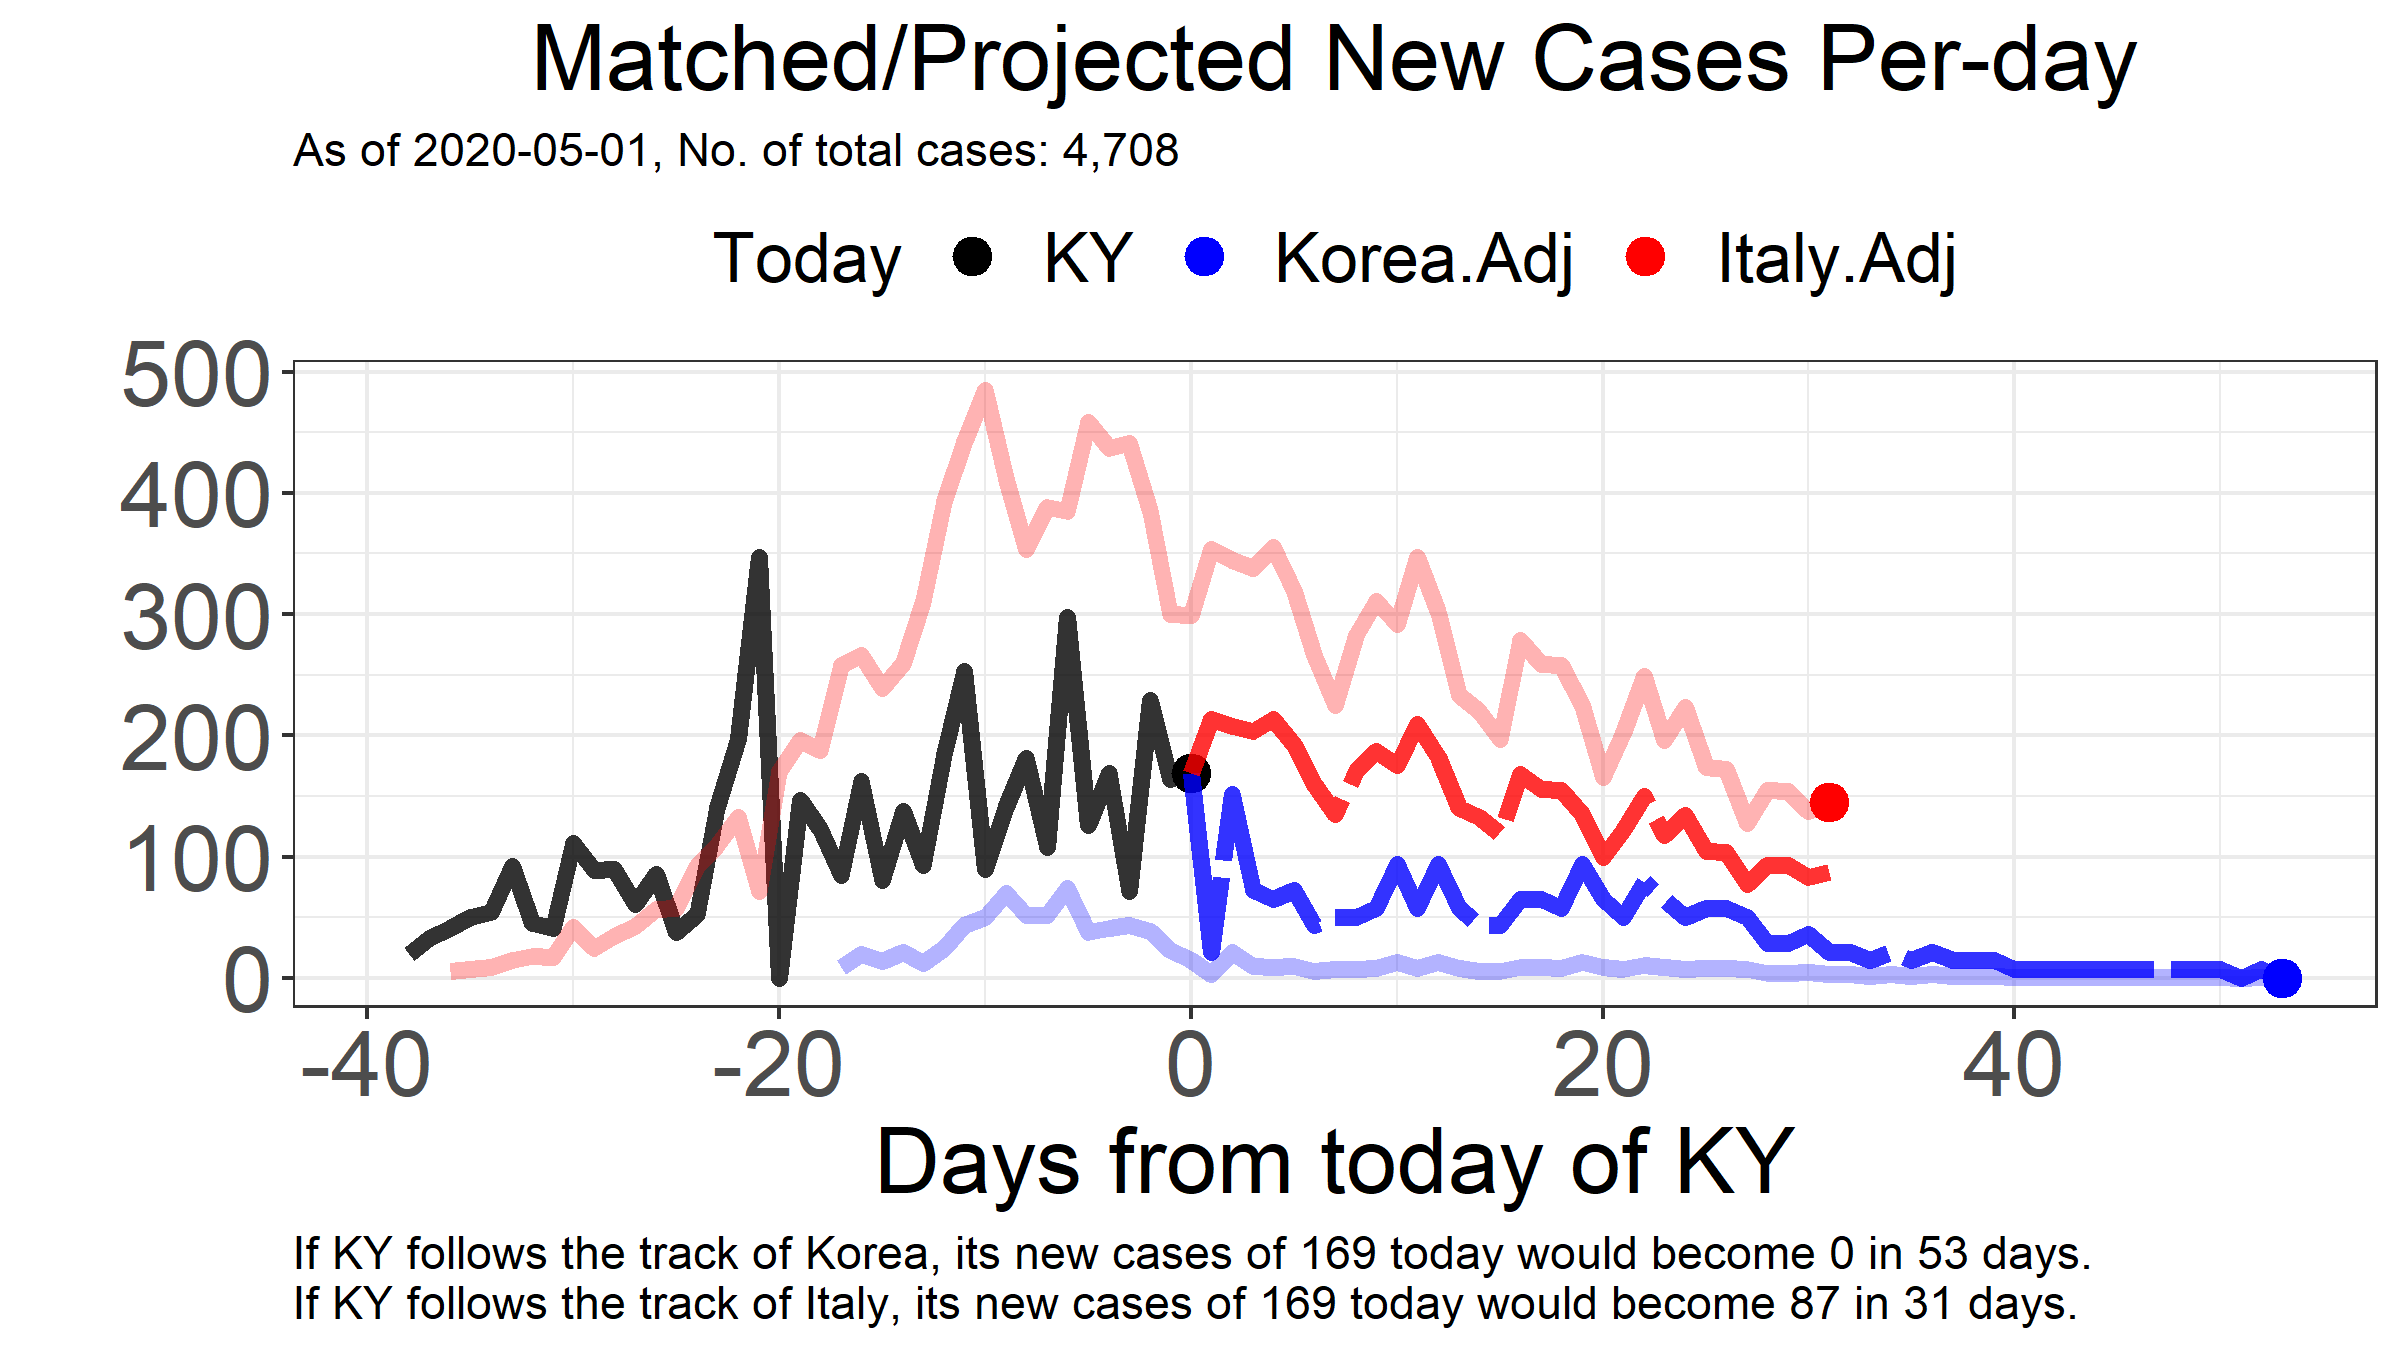 Matched/Projected New Cases Per-day
As of 2020-05-01, No. of total cases: 4,708
Today KY Korea.Adj Italy.Adj
500
400
300
200
100
0
-40 -20 0 20 40
Days from today of KY
If KY follows the track of Korea, its new cases of 169 today would become 0 in 53 days.
If KY follows the track of Italy, its new cases of 169 today would become 87 in 31 days.